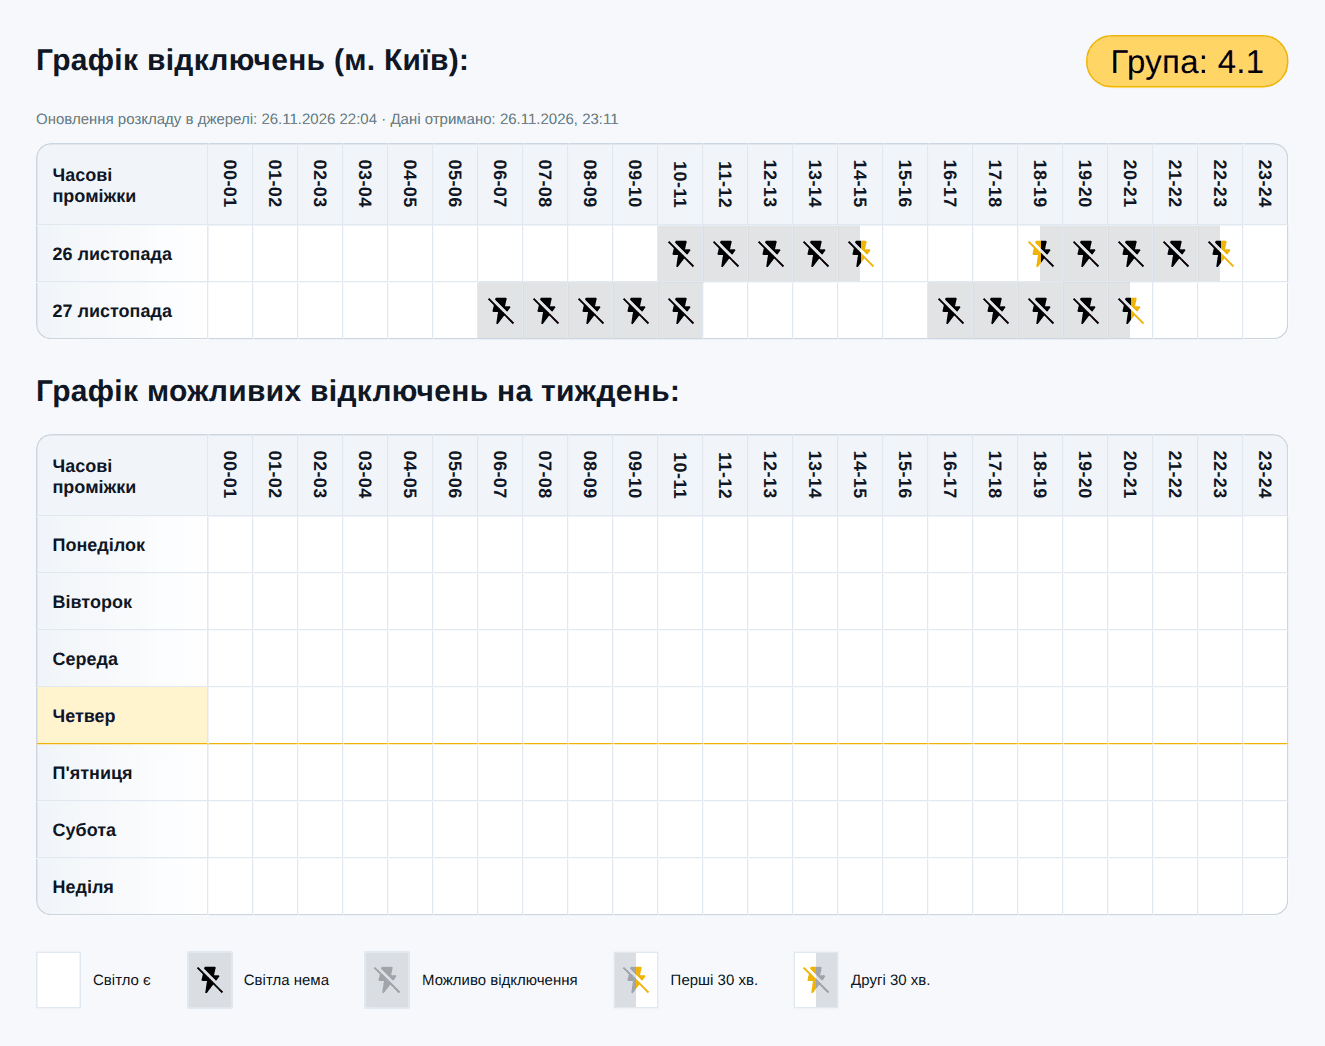 Графік відключень (м. Київ):
Група: 4.1
Оновлення розкладу в джерелі: 26.11.2026 22:04 · Дані отримано: 26.11.2026, 23:11
Часові проміжки 00-01 01-02 02-03 03-04 04-05 05-06 06-07 07-08 08-09 09-10 10-11 11-12 12-13 13-14 14-15 15-16 16-17 17-18 18-19 19-20 20-21 21-22 22-23 23-24
26 листопада
27 листопада
Графік можливих відключень на тиждень:
Часові проміжки 00-01 01-02 02-03 03-04 04-05 05-06 06-07 07-08 08-09 09-10 10-11 11-12 12-13 13-14 14-15 15-16 16-17 17-18 18-19 19-20 20-21 21-22 22-23 23-24
Понеділок
Вівторок
Середа
Четвер
П'ятниця
Субота
Неділя
Світло є Світла нема Можливо відключення Перші 30 хв. Другі 30 хв.